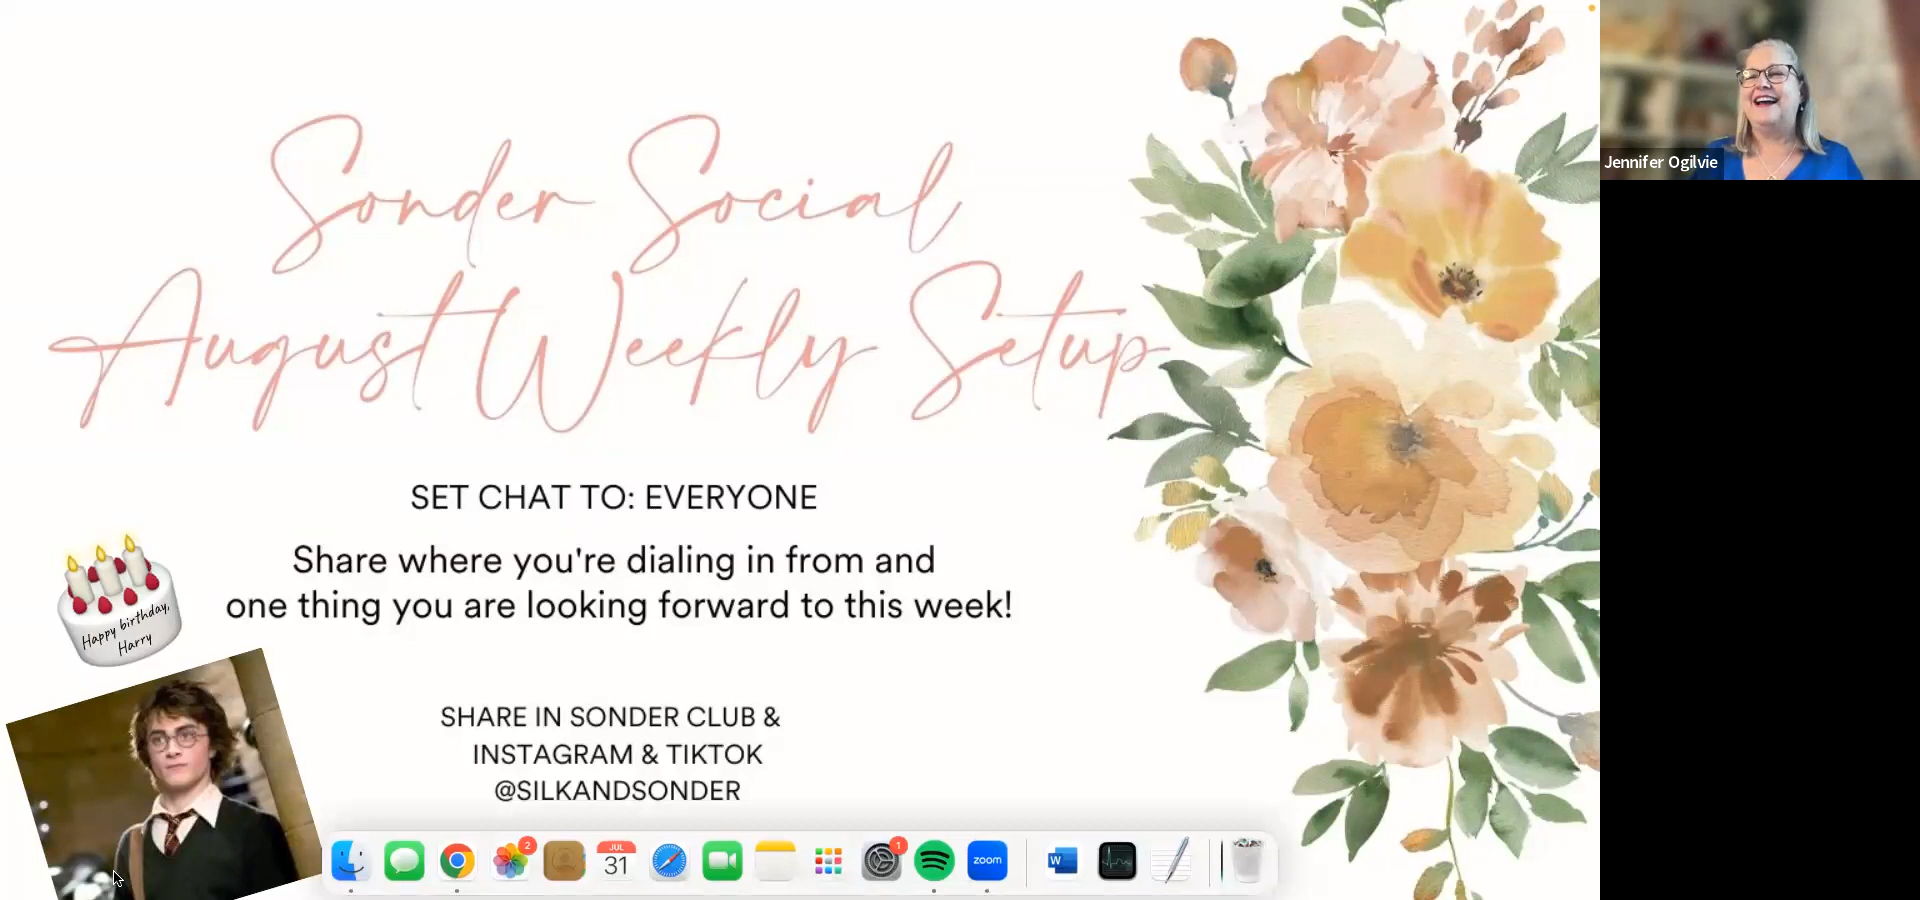 Sonder Social
August Weekly Setup
SET CHAT TO: EVERYONE
Share where you're dialing in from and
one thing you are looking forward to this week!
Happy birthday,
Harry
SHARE IN SONDER CLUB &
INSTAGRAM & TIKTOK
@SILKANDSONDER
Jennifer Ogilvie
2
JUL
31
1
zoom
W